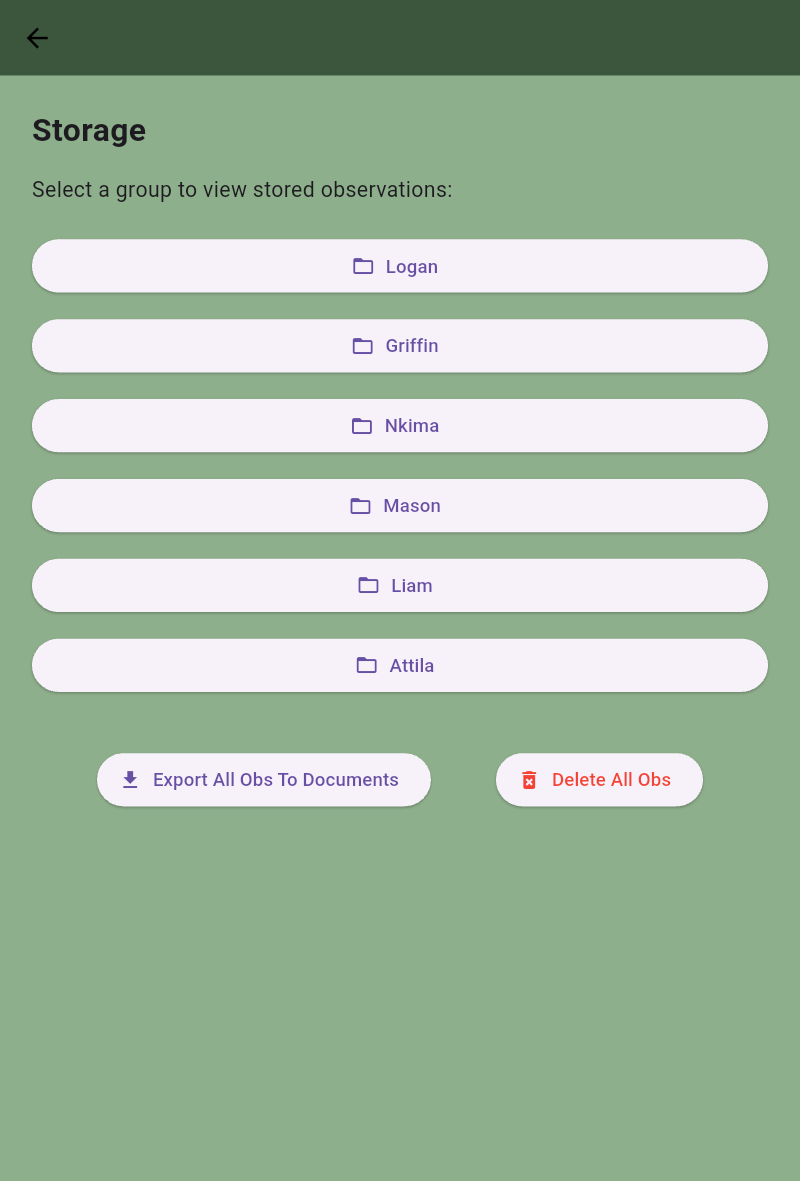 Storage
Select a group to view stored observations:
Logan
Griffin
Nkima
Mason
Liam
Attila
Export All Obs To Documents
Delete All Obs